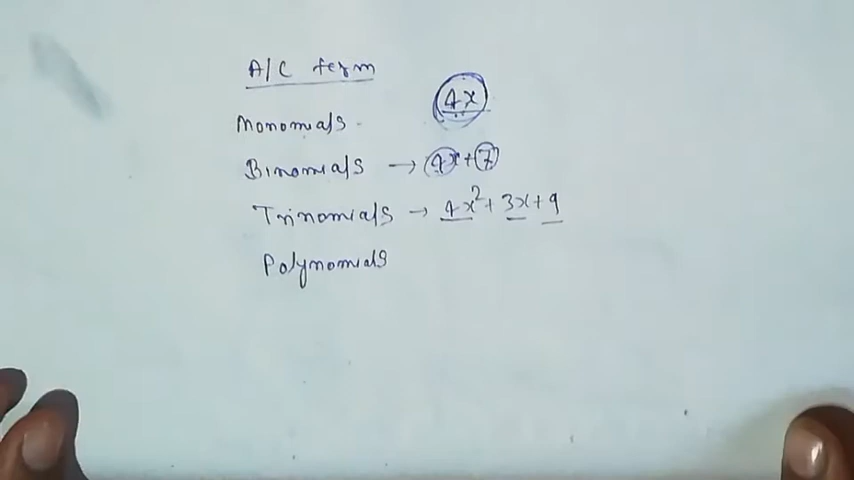 A/C term
4x
Monomials
Binomials → 4x+7
Trinomials → 4x²+3x+9
Polynomials